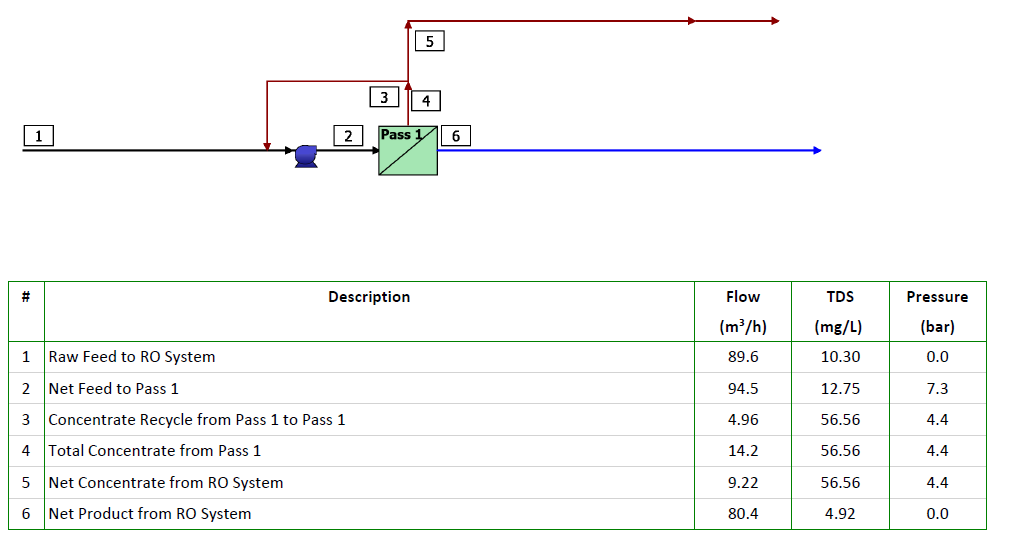 5
3
4
1
2
Pass 1
6
# Description Flow TDS Pressure
(m³/h) (mg/L) (bar)
1 Raw Feed to RO System 89.6 10.30 0.0
2 Net Feed to Pass 1 94.5 12.75 7.3
3 Concentrate Recycle from Pass 1 to Pass 1 4.96 56.56 4.4
4 Total Concentrate from Pass 1 14.2 56.56 4.4
5 Net Concentrate from RO System 9.22 56.56 4.4
6 Net Product from RO System 80.4 4.92 0.0